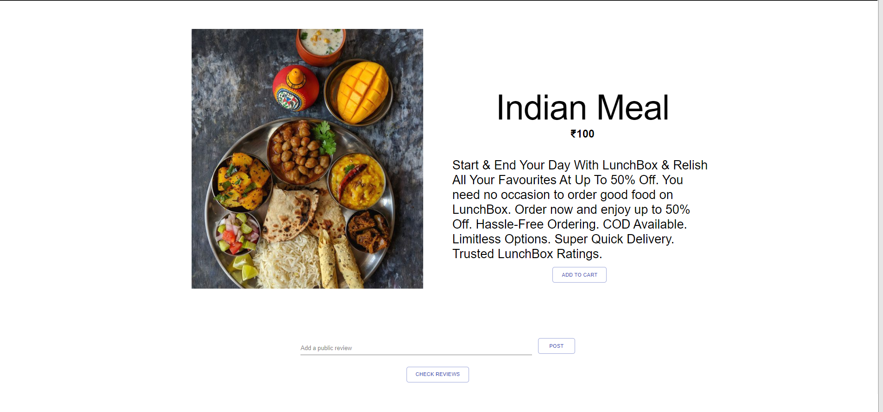 Indian Meal
₹100
Start & End Your Day With LunchBox & Relish
All Your Favourites At Up To 50% Off. You
need no occasion to order good food on
LunchBox. Order now and enjoy up to 50%
Off. Hassle-Free Ordering. COD Available.
Limitless Options. Super Quick Delivery.
Trusted LunchBox Ratings.
ADD TO CART
Add a public review
POST
CHECK REVIEWS